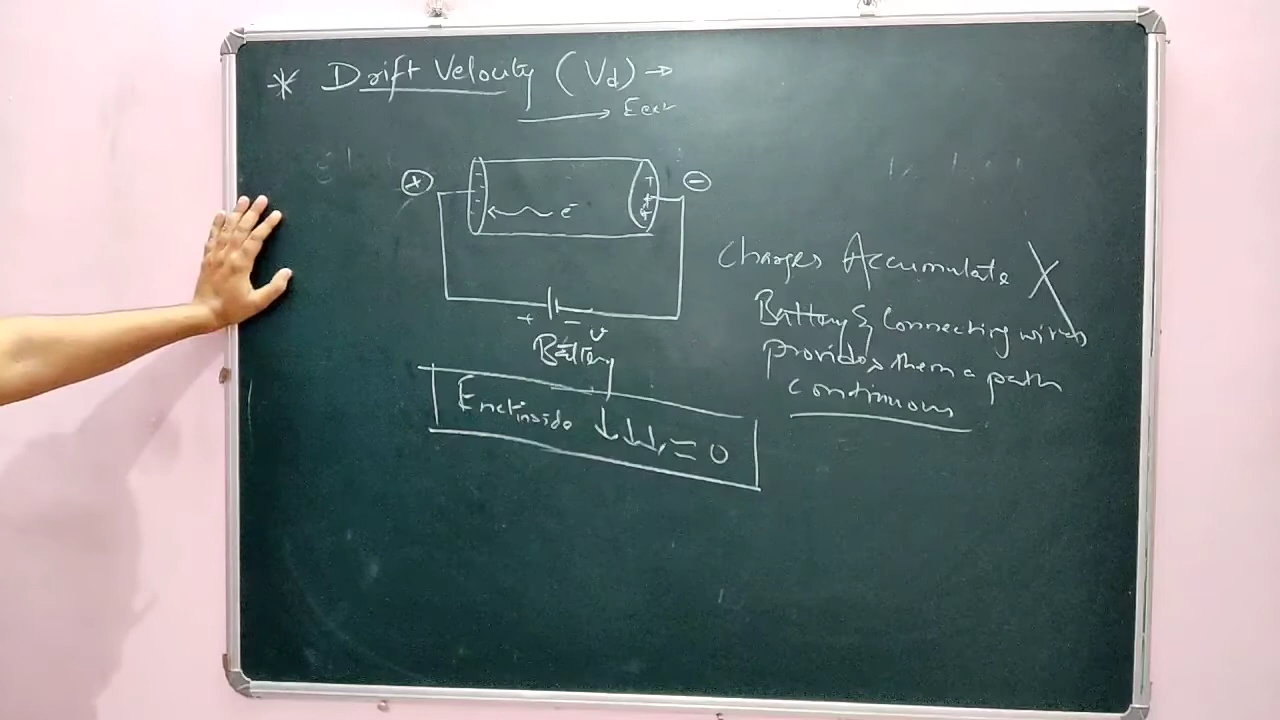 * Drift Velocity (Vd) →
→ Eext
+
-
e-
+ - V
Battery
Enet inside ↓↓↓ = 0
Charges Accumulate X
Battery & Connecting wires
provides them a path
continuous